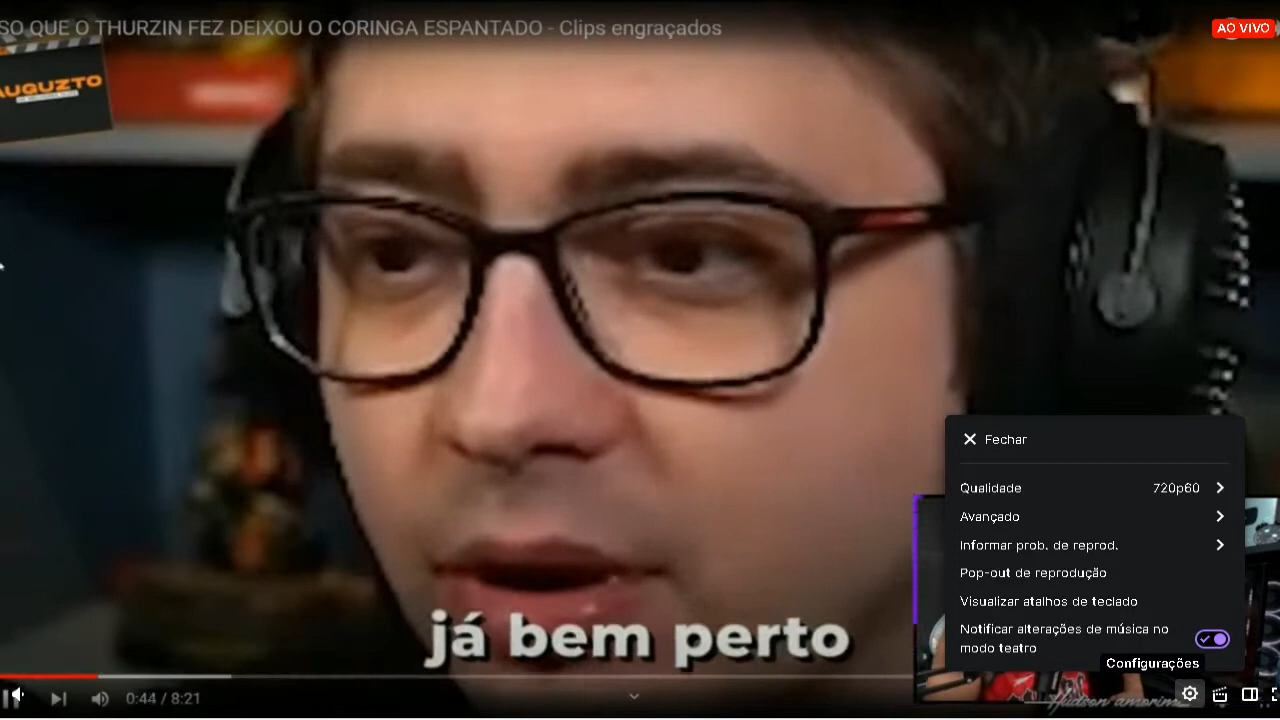 SO QUE O THURZIN FEZ DEIXOU O CORINGA ESPANTADO - Clips engraçados
AO VIVO
AUGUZTO
Fechar
Qualidade 720p60
Avançado
Informar prob. de reprod.
Pop-out de reprodução
Visualizar atalhos de teclado
Notificar alterações de música no
modo teatro
já bem perto
Configurações
0:44 / 8:21
Hudson amorim